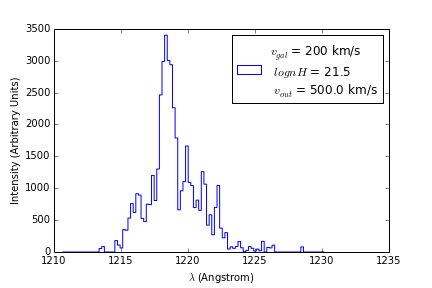 3500
3000
2500
2000
1500
1000
500
0
Intensity (Arbitrary Units)
v_gal = 200 km/s
lognH = 21.5
v_out = 500.0 km/s
1210 1215 1220 1225 1230 1235
λ (Angstrom)